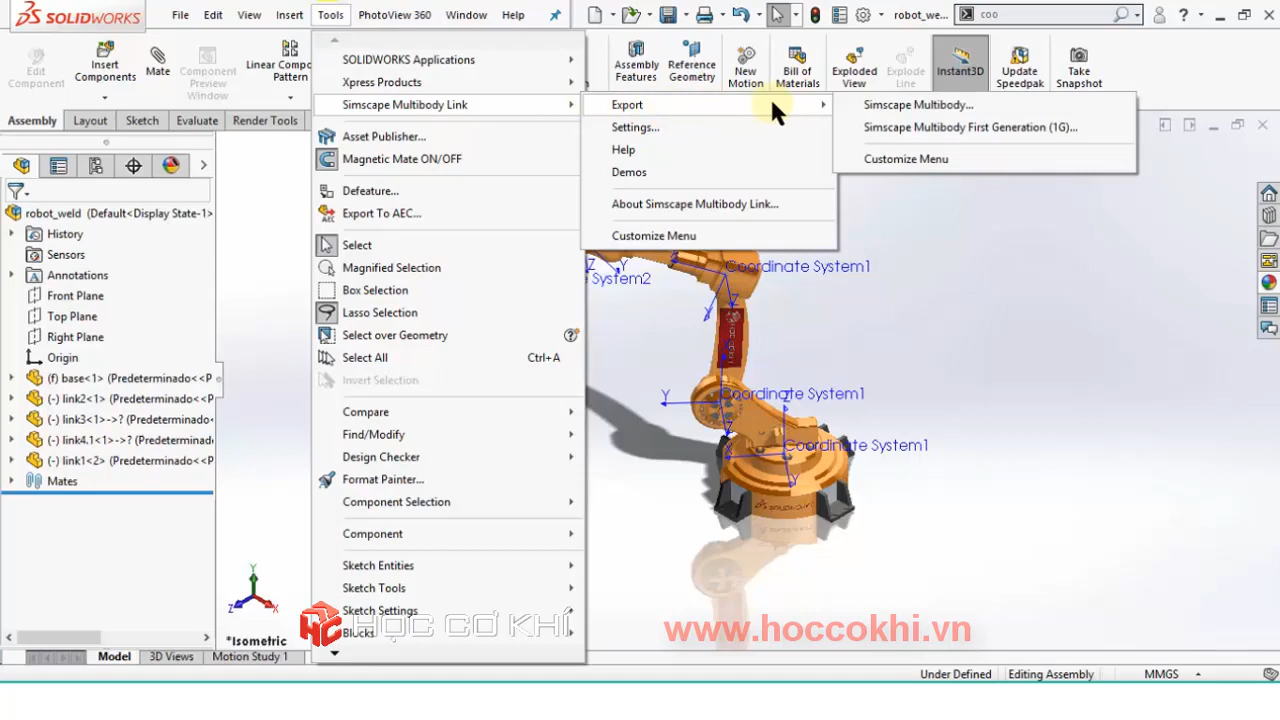 SOLIDWORKS
File Edit View Insert Tools PhotoView 360 Window Help
robot_we...
coo
Edit Component
Insert Components
Mate
Component Preview Window
Linear Compo Pattern
Assembly Features
Reference Geometry
New Motion
Bill of Materials
Exploded View
Explode Line
Instant3D
Update Speedpak
Take Snapshot
Assembly Layout Sketch Evaluate Render Tools
robot_weld (Default<Display State-1>
History
Sensors
Annotations
Front Plane
Top Plane
Right Plane
Origin
(f) base<1> (Predeterminado<<P
(-) link2<1> (Predeterminado<<P
(-) link3<1>->? (Predeterminado
(-) link4.1<1>->? (Predeterminad
(-) link1<2> (Predeterminado<<P
Mates
SOLIDWORKS Applications
Xpress Products
Simscape Multibody Link
Asset Publisher...
Magnetic Mate ON/OFF
Defeature...
Export To AEC...
Select
Magnified Selection
Box Selection
Lasso Selection
Select over Geometry
Select All Ctrl+A
Invert Selection
Compare
Find/Modify
Design Checker
Format Painter...
Component Selection
Component
Sketch Entities
Sketch Tools
Sketch Settings
Blocks
Export
Settings...
Help
Demos
About Simscape Multibody Link...
Customize Menu
Simscape Multibody...
Simscape Multibody First Generation (1G)...
Customize Menu
Z Y
System2
Coordinate System1
Z
Y
Coordinate System1
Y
Z
Z
Coordinate System1
X
Y
SOLIDWORKS
Y
Z X
*Isometric
HỌC CƠ KHÍ
www.hoccokhi.vn
Model 3D Views Motion Study 1
Under Defined Editing Assembly MMGS